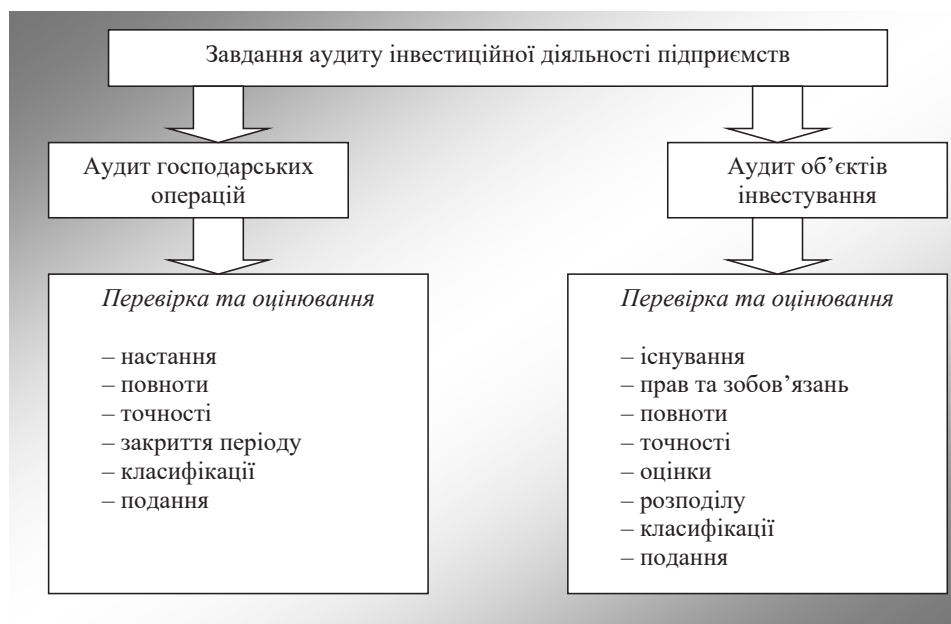 Завдання аудиту інвестиційної діяльності підприємств
Аудит господарських
операцій
Аудит об’єктів
інвестування
Перевірка та оцінювання
– настання
– повноти
– точності
– закриття періоду
– класифікації
– подання
Перевірка та оцінювання
– існування
– прав та зобов’язань
– повноти
– точності
– оцінки
– розподілу
– класифікації
– подання